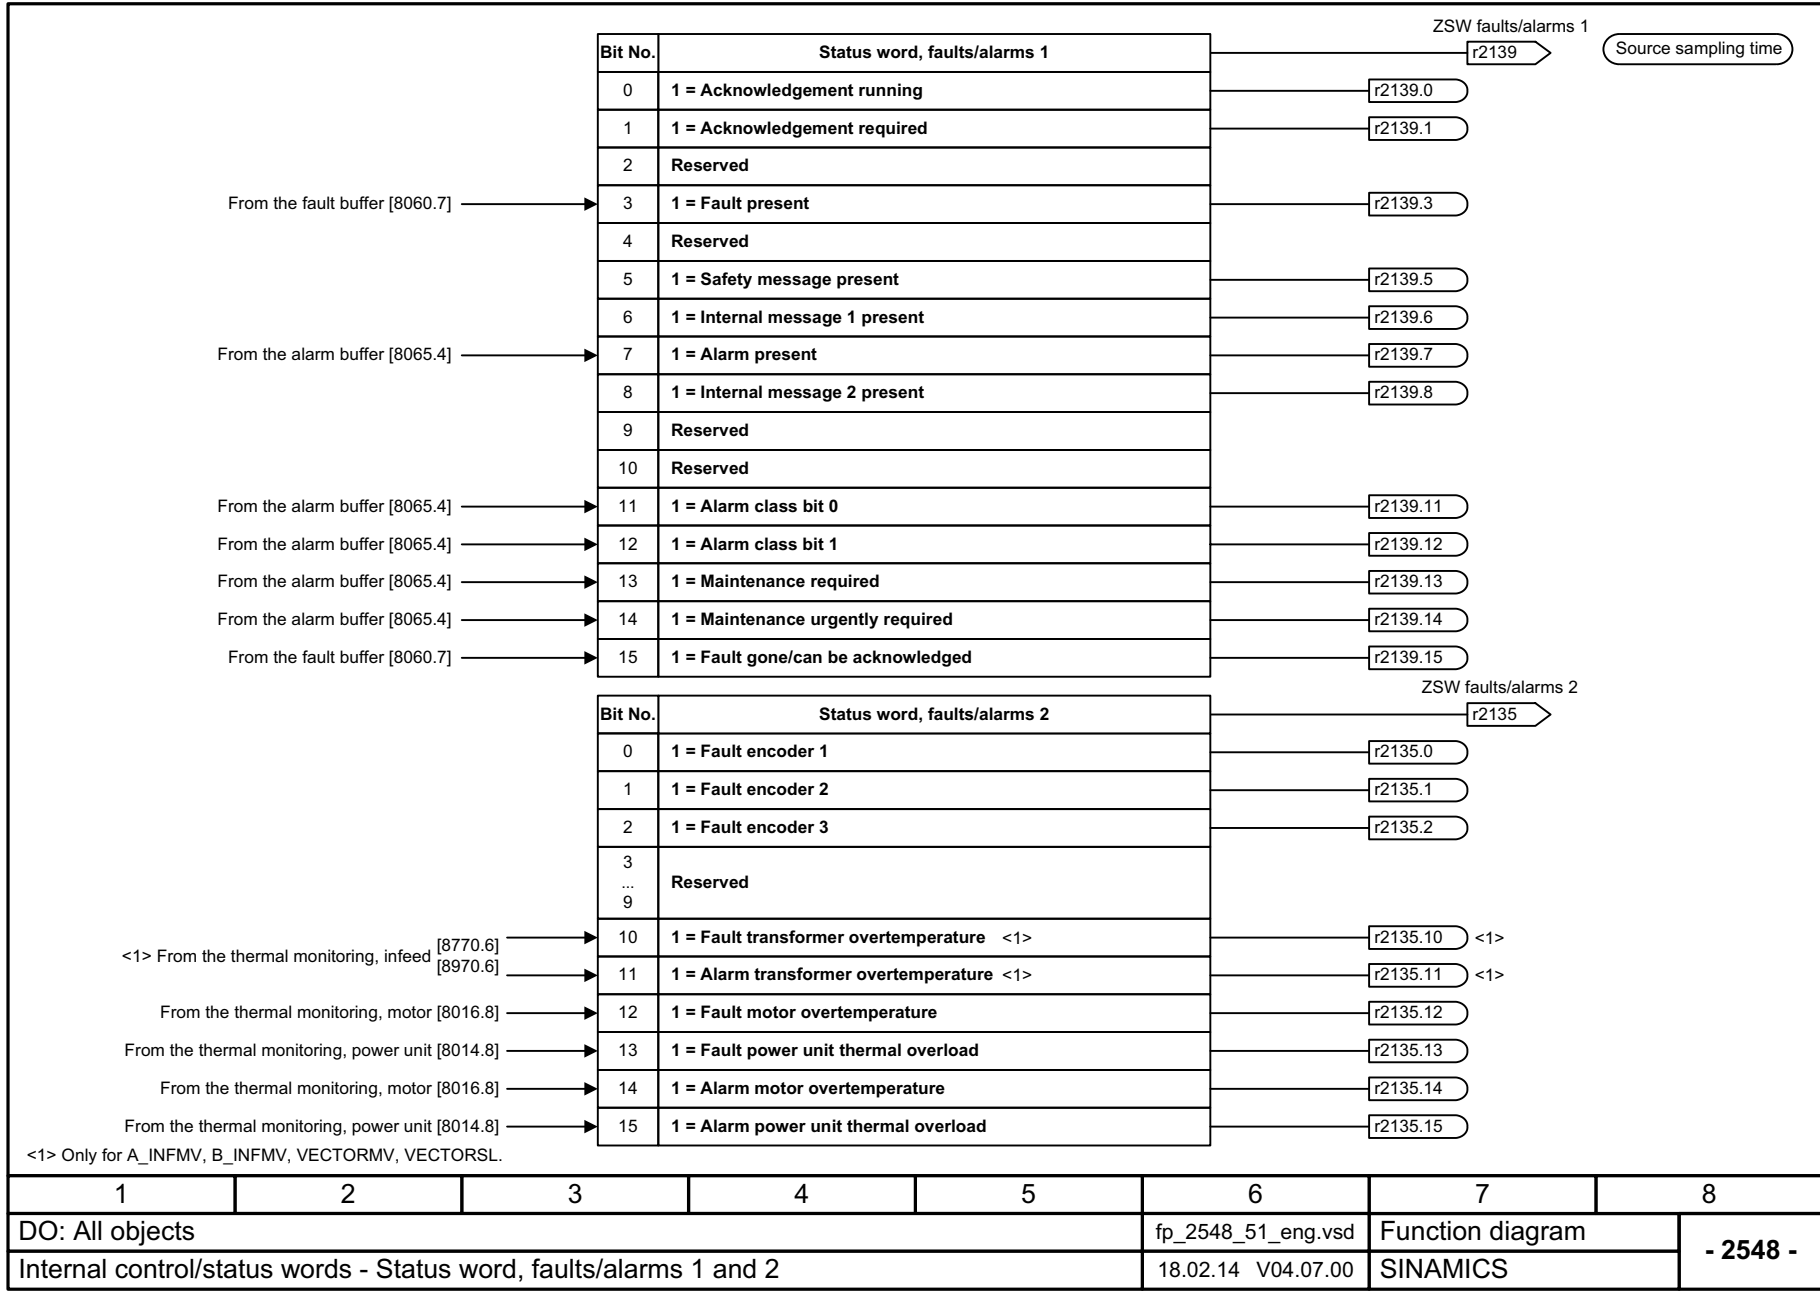 ZSW faults/alarms 1
Bit No. Status word, faults/alarms 1 r2139 Source sampling time
0 1 = Acknowledgement running r2139.0
1 1 = Acknowledgement required r2139.1
2 Reserved
From the fault buffer [8060.7] 3 1 = Fault present r2139.3
4 Reserved
5 1 = Safety message present r2139.5
6 1 = Internal message 1 present r2139.6
From the alarm buffer [8065.4] 7 1 = Alarm present r2139.7
8 1 = Internal message 2 present r2139.8
9 Reserved
10 Reserved
From the alarm buffer [8065.4] 11 1 = Alarm class bit 0 r2139.11
From the alarm buffer [8065.4] 12 1 = Alarm class bit 1 r2139.12
From the alarm buffer [8065.4] 13 1 = Maintenance required r2139.13
From the alarm buffer [8065.4] 14 1 = Maintenance urgently required r2139.14
From the fault buffer [8060.7] 15 1 = Fault gone/can be acknowledged r2139.15
ZSW faults/alarms 2
Bit No. Status word, faults/alarms 2 r2135
0 1 = Fault encoder 1 r2135.0
1 1 = Fault encoder 2 r2135.1
2 1 = Fault encoder 3 r2135.2
3
... Reserved
9
<1> From the thermal monitoring, infeed [8770.6] 10 1 = Fault transformer overtemperature <1> r2135.10 <1>
[8970.6] 11 1 = Alarm transformer overtemperature <1> r2135.11 <1>
From the thermal monitoring, motor [8016.8] 12 1 = Fault motor overtemperature r2135.12
From the thermal monitoring, power unit [8014.8] 13 1 = Fault power unit thermal overload r2135.13
From the thermal monitoring, motor [8016.8] 14 1 = Alarm motor overtemperature r2135.14
From the thermal monitoring, power unit [8014.8] 15 1 = Alarm power unit thermal overload r2135.15
<1> Only for A_INFMV, B_INFMV, VECTORMV, VECTORSL.
1 2 3 4 5 6 7 8
DO: All objects fp_2548_51_eng.vsd Function diagram - 2548 -
Internal control/status words - Status word, faults/alarms 1 and 2 18.02.14 V04.07.00 SINAMICS